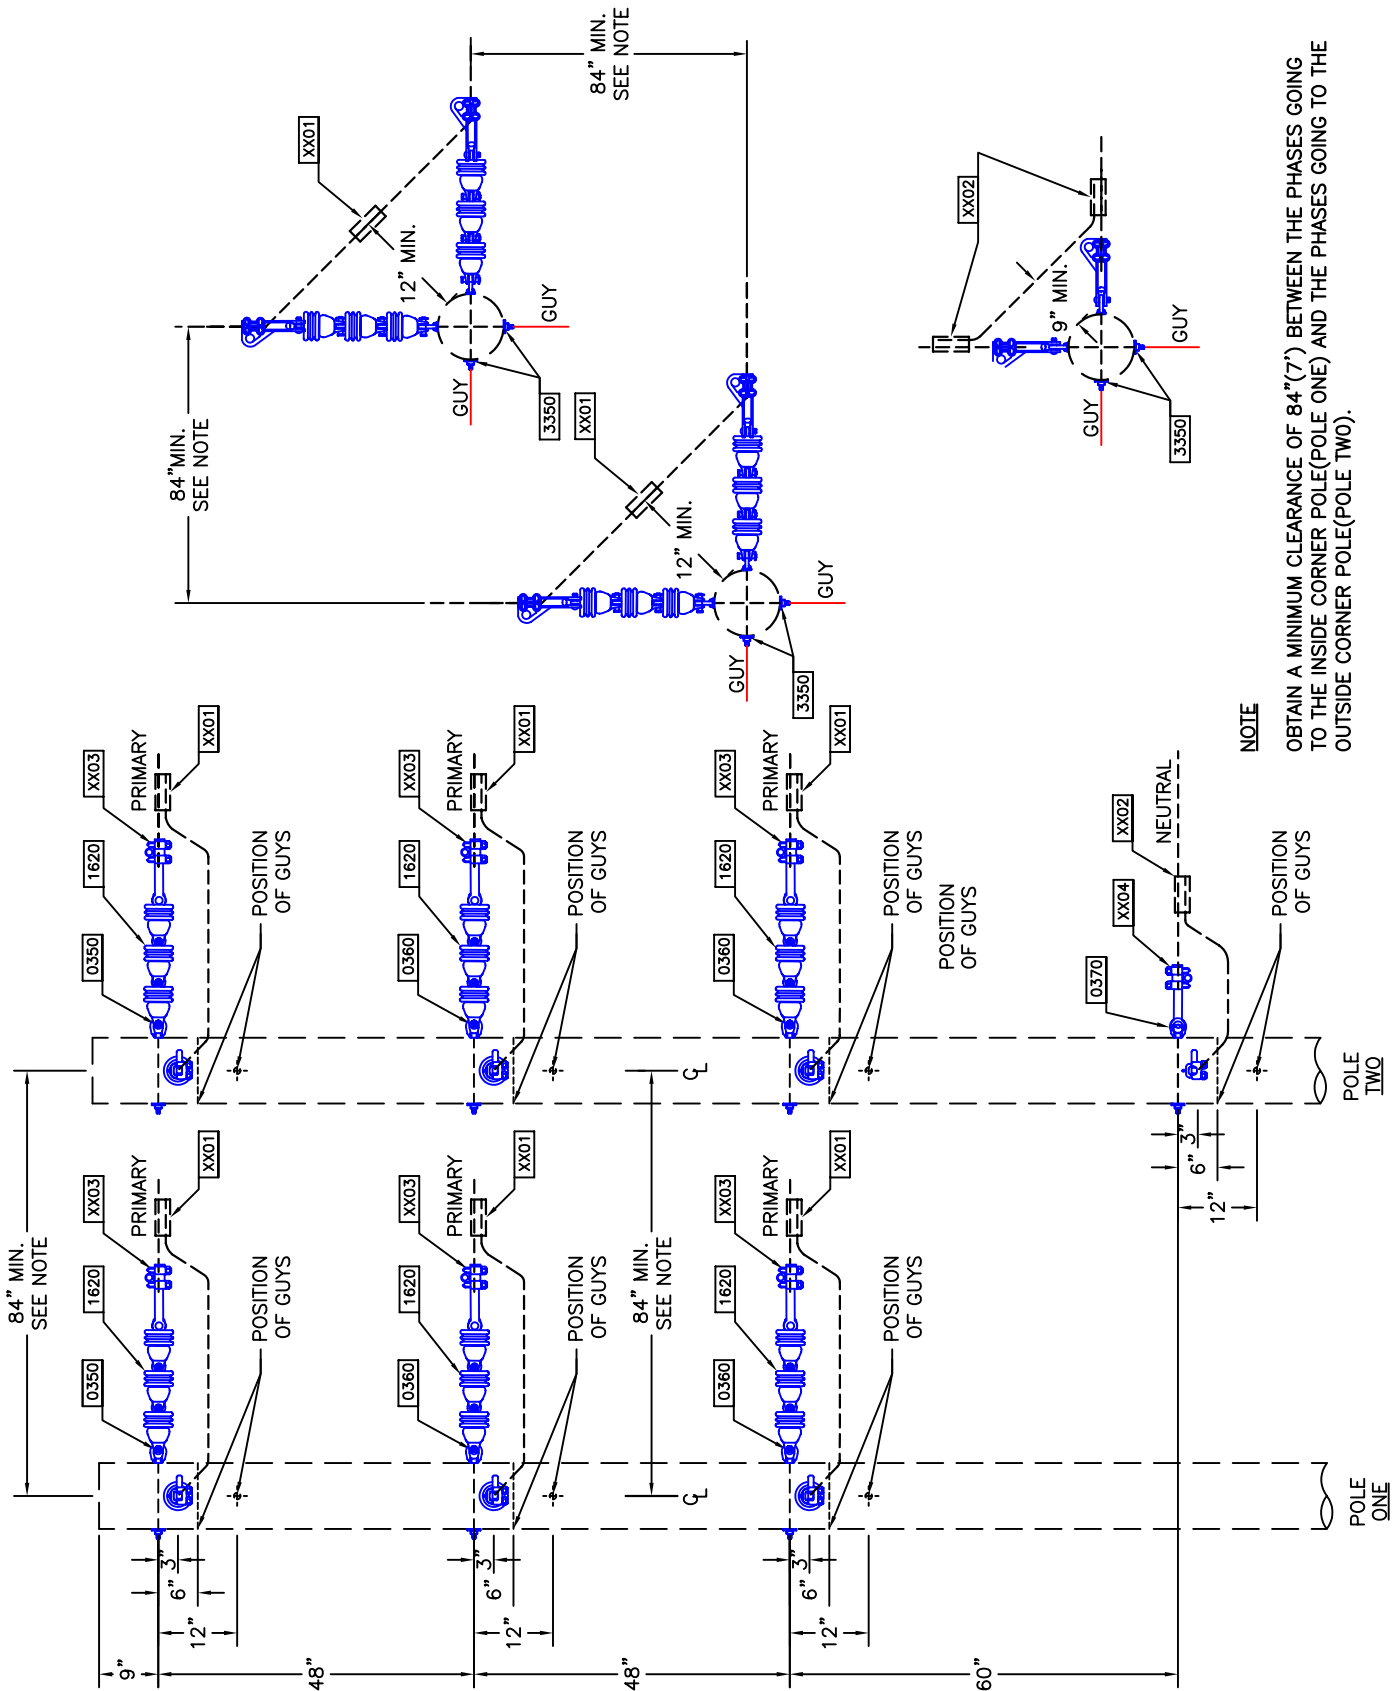 84" MIN.
SEE NOTE
9"
48"
48"
60"
3"
6"
12"
0350
1620
XX03
PRIMARY
XX01
POSITION
OF GUYS
3"
6"
12"
0360
1620
XX03
PRIMARY
XX01
POSITION
OF GUYS
84" MIN.
SEE NOTE
C L
C L
3"
6"
12"
0360
1620
XX03
PRIMARY
XX01
POSITION
OF GUYS
POLE
ONE
0350
1620
XX03
PRIMARY
XX01
POSITION
OF GUYS
0360
1620
XX03
PRIMARY
XX01
POSITION
OF GUYS
0360
1620
XX03
PRIMARY
XX01
POSITION
OF GUYS
POSITION
OF GUYS
3"
6"
12"
0370
XX04
XX02
NEUTRAL
POSITION
OF GUYS
POLE
TWO
84"MIN.
SEE NOTE
84" MIN.
SEE NOTE
XX01
12" MIN.
GUY
GUY
3350
XX01
12" MIN.
GUY
GUY
3350
XX02
9" MIN.
GUY
GUY
3350
NOTE
OBTAIN A MINIMUM CLEARANCE OF 84"(7') BETWEEN THE PHASES GOING
TO THE INSIDE CORNER POLE(POLE ONE) AND THE PHASES GOING TO THE
OUTSIDE CORNER POLE(POLE TWO).